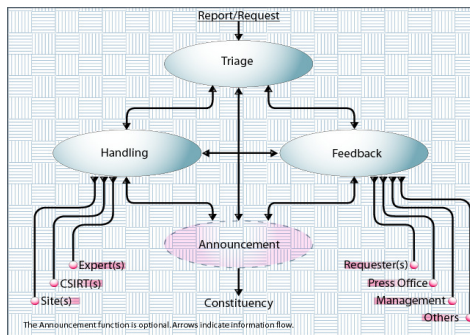 Report/Request
Triage
Handling
Feedback
Announcement
Expert(s)
CSIRT(s)
Site(s)
Requester(s)
Press Office
Management
Others
Constituency
The Announcement function is optional. Arrows indicate information flow.